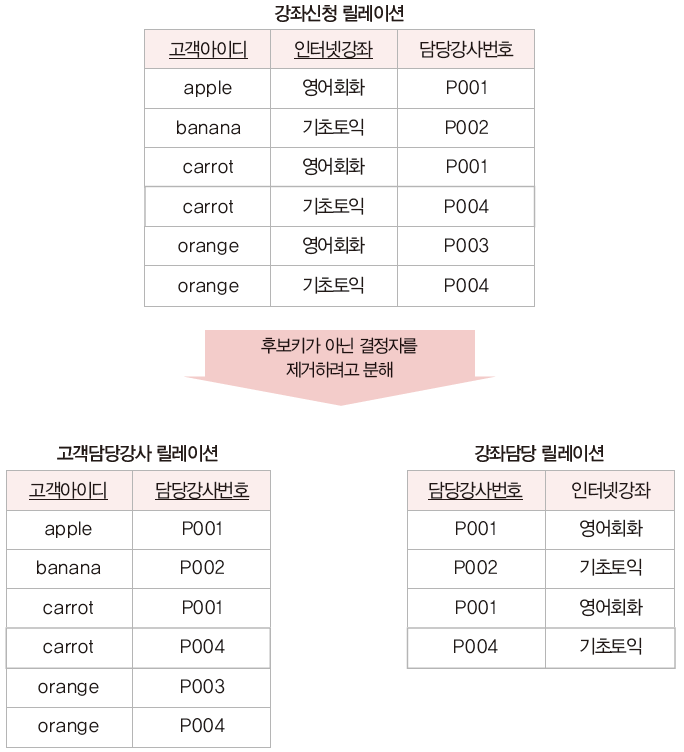 강좌신청 릴레이션
고객아이디 인터넷강좌 담당강사번호
apple 영어회화 P001
banana 기초토익 P002
carrot 영어회화 P001
carrot 기초토익 P004
orange 영어회화 P003
orange 기초토익 P004
후보키가 아닌 결정자를
제거하려고 분해
고객담당강사 릴레이션
고객아이디 담당강사번호
apple P001
banana P002
carrot P001
carrot P004
orange P003
orange P004
강좌담당 릴레이션
담당강사번호 인터넷강좌
P001 영어회화
P002 기초토익
P001 영어회화
P004 기초토익